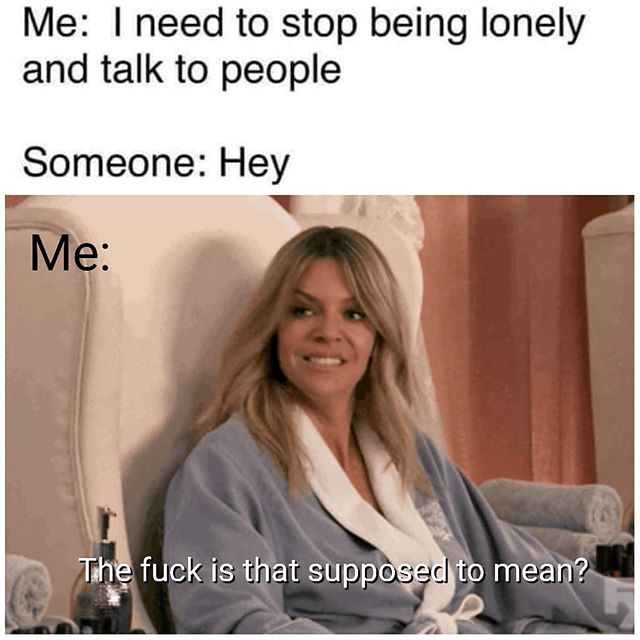 Me: I need to stop being lonely
and talk to people
Someone: Hey
Me:
The fuck is that supposed to mean?